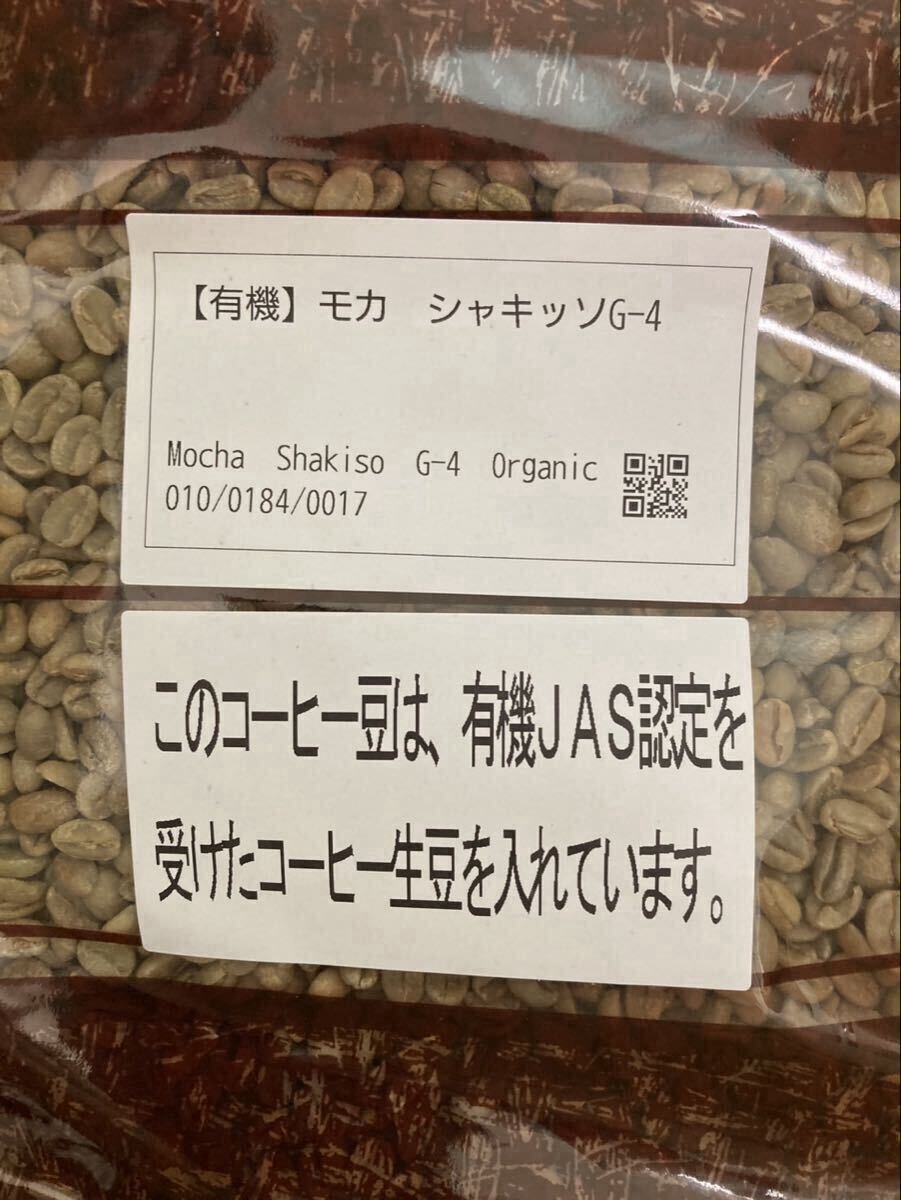 【有機】モカ　シャキッソG-4
Mocha Shakiso G-4 Organic
010/0184/0017
このコーヒー豆は、有機JAS認定を
受けたコーヒー生豆を入れています。